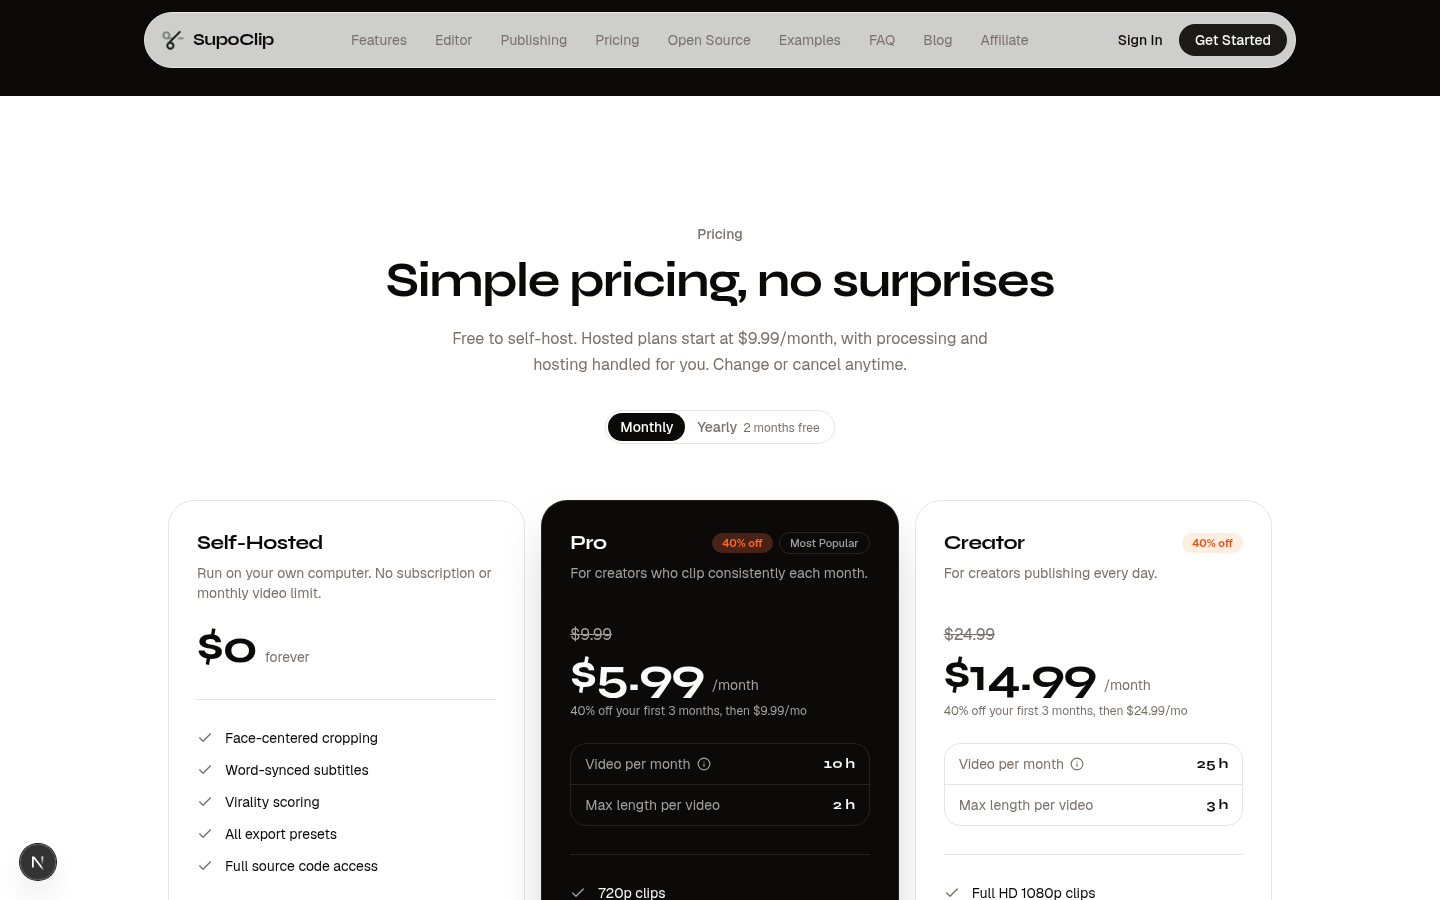 SupoClip
Features
Editor
Publishing
Pricing
Open Source
Examples
FAQ
Blog
Affiliate
Sign In
Get Started
Pricing
Simple pricing, no surprises
Free to self-host. Hosted plans start at $9.99/month, with processing and
hosting handled for you. Change or cancel anytime.
Monthly
Yearly 2 months free
Self-Hosted
Run on your own computer. No subscription or
monthly video limit.
$0 forever
Face-centered cropping
Word-synced subtitles
Virality scoring
All export presets
Full source code access
Pro
40% off
Most Popular
For creators who clip consistently each month.
$9.99
$5.99 /month
40% off your first 3 months, then $9.99/mo
Video per month 10 h
Max length per video 2 h
720p clips
Creator
40% off
For creators publishing every day.
$24.99
$14.99 /month
40% off your first 3 months, then $24.99/mo
Video per month 25 h
Max length per video 3 h
Full HD 1080p clips
N